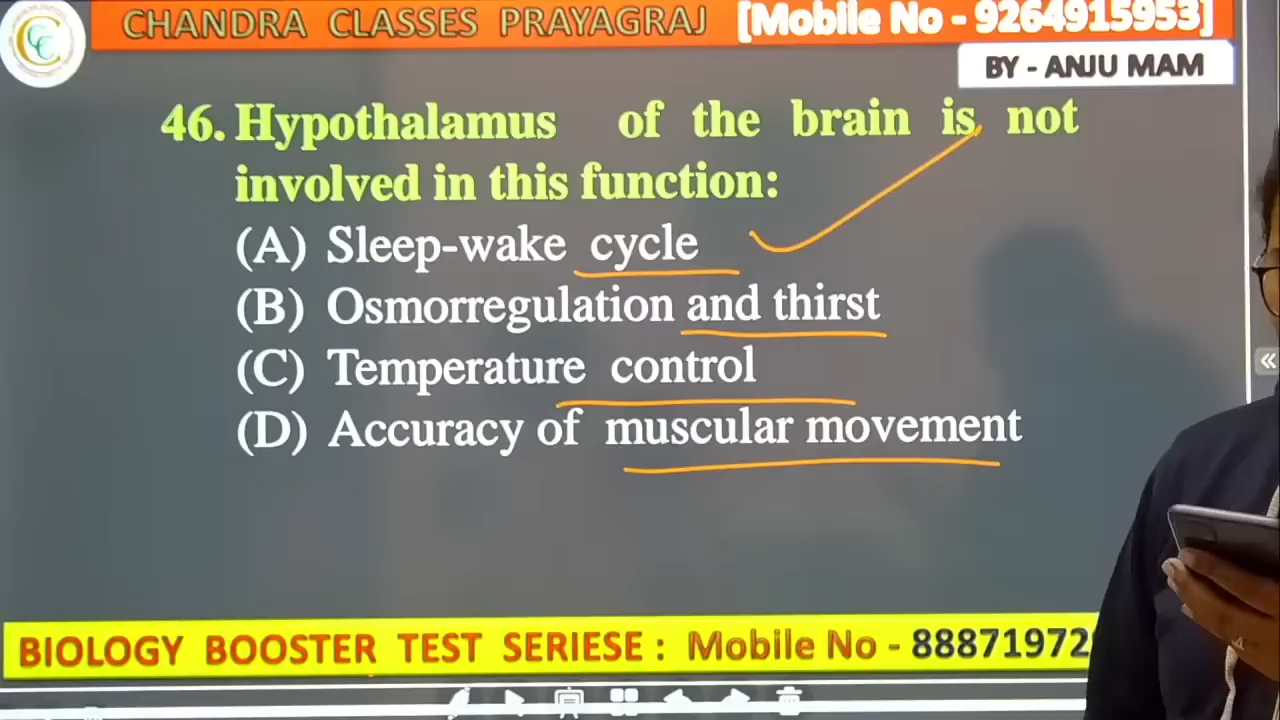 CHANDRA CLASSES PRAYAGRAJ [Mobile No - 9264915953]
BY - ANJU MAM
46. Hypothalamus of the brain is not
involved in this function:
(A) Sleep-wake cycle
(B) Osmorregulation and thirst
(C) Temperature control
(D) Accuracy of muscular movement
BIOLOGY BOOSTER TEST SERIESE : Mobile No - 88871972